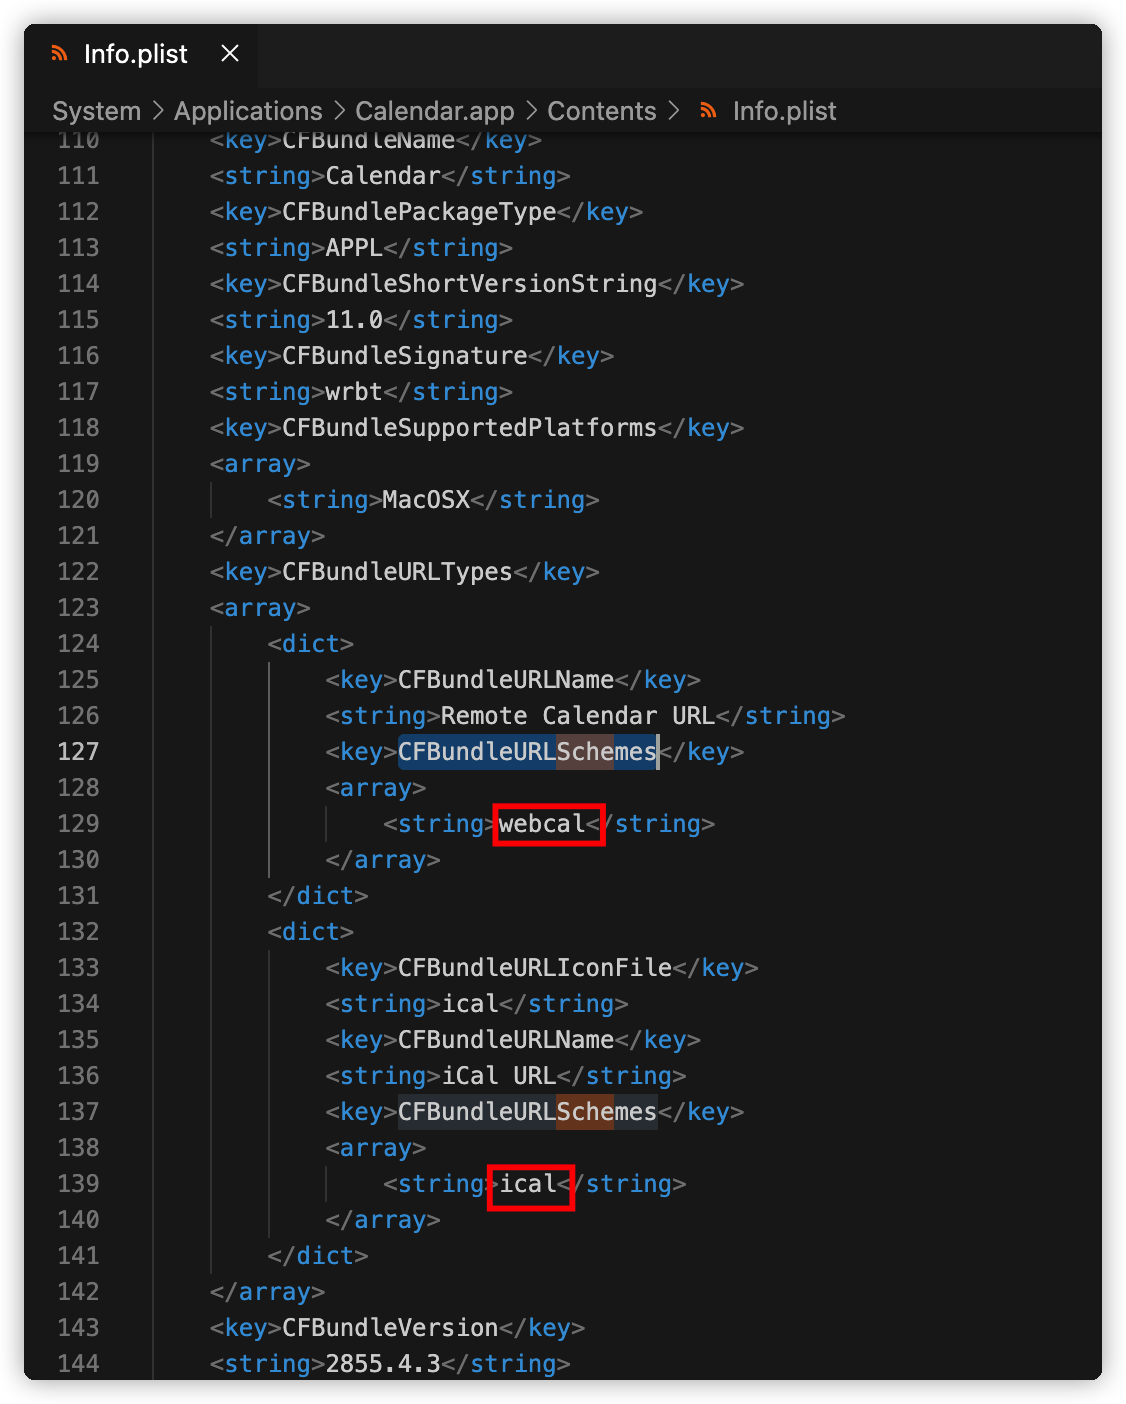 Info.plist
System > Applications > Calendar.app > Contents > Info.plist
110 <key>CFBundleName</key>
111 <string>Calendar</string>
112 <key>CFBundlePackageType</key>
113 <string>APPL</string>
114 <key>CFBundleShortVersionString</key>
115 <string>11.0</string>
116 <key>CFBundleSignature</key>
117 <string>wrbt</string>
118 <key>CFBundleSupportedPlatforms</key>
119 <array>
120 <string>MacOSX</string>
121 </array>
122 <key>CFBundleURLTypes</key>
123 <array>
124 <dict>
125 <key>CFBundleURLName</key>
126 <string>Remote Calendar URL</string>
127 <key>CFBundleURLSchemes</key>
128 <array>
129 <string>webcal</string>
130 </array>
131 </dict>
132 <dict>
133 <key>CFBundleURLIconFile</key>
134 <string>ical</string>
135 <key>CFBundleURLName</key>
136 <string>iCal URL</string>
137 <key>CFBundleURLSchemes</key>
138 <array>
139 <string>ical</string>
140 </array>
141 </dict>
142 </array>
143 <key>CFBundleVersion</key>
144 <string>2855.4.3</string>